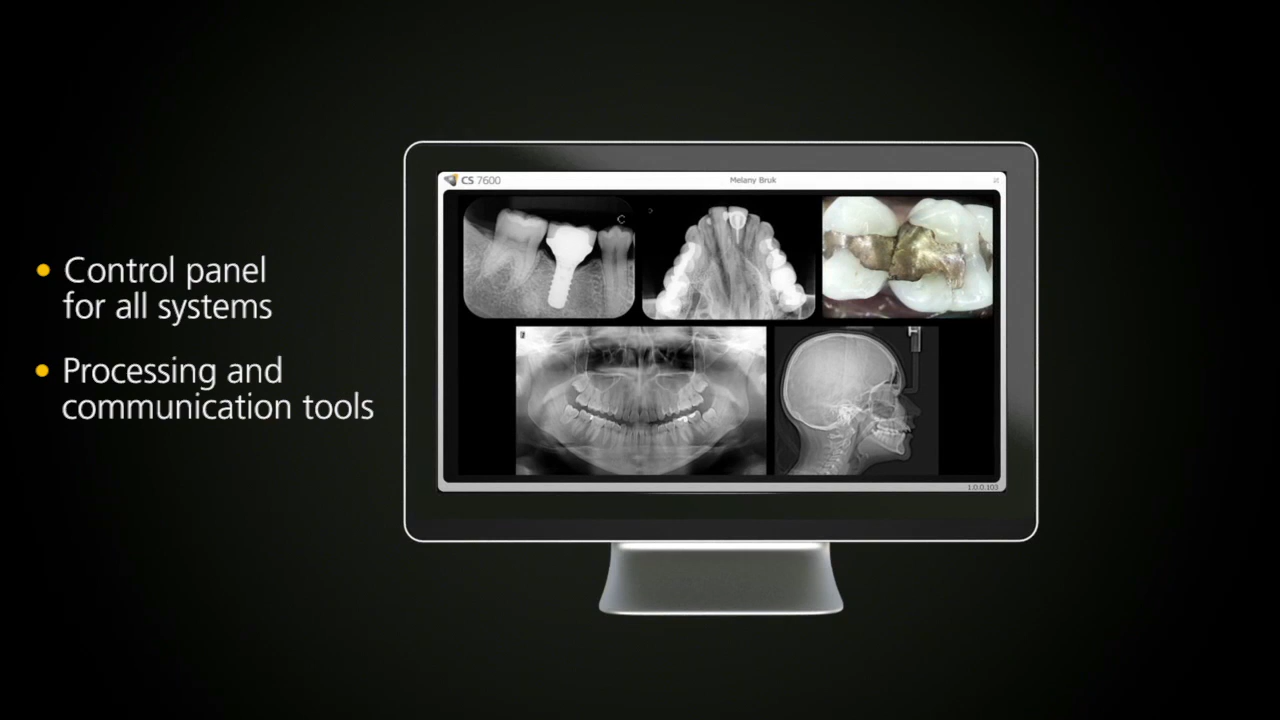 • Control panel
for all systems
• Processing and
communication tools
CS 7600
Melany Bruk
1.0.0.103